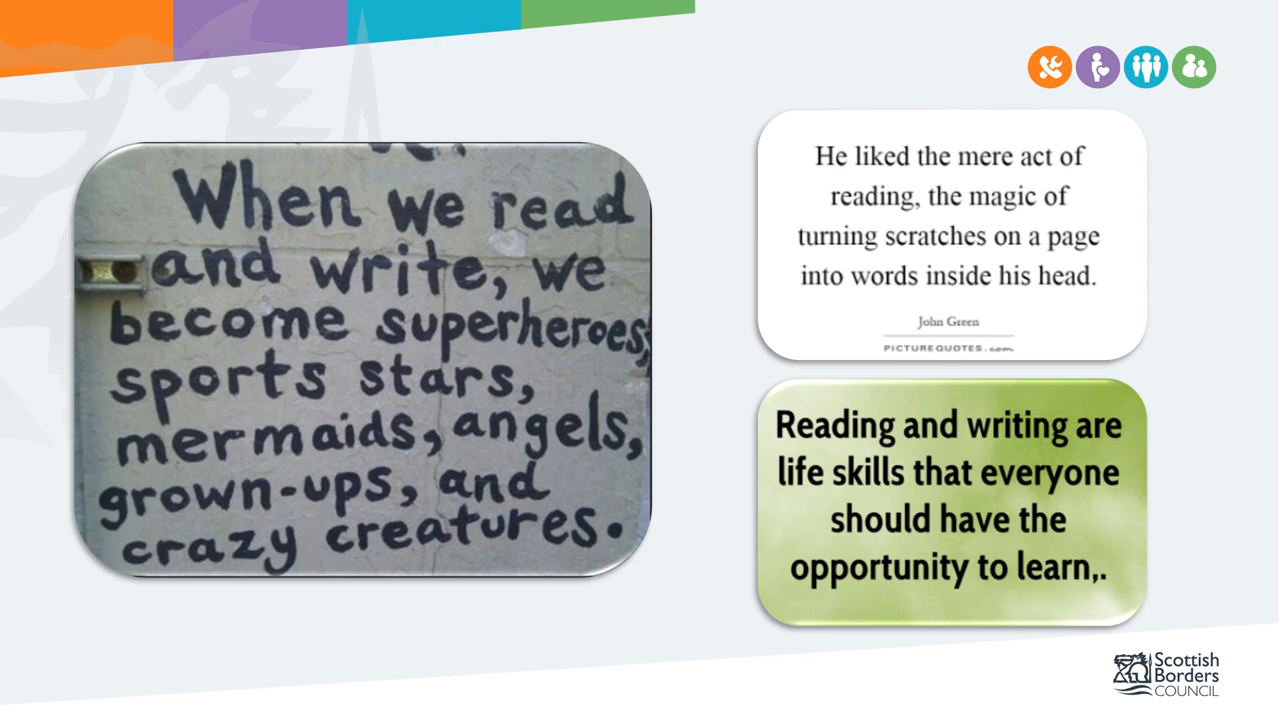 When we read
and write, we
become superheroes,
sports stars,
mermaids, angels,
grown-ups, and
crazy creatures.
He liked the mere act of
reading, the magic of
turning scratches on a page
into words inside his head.
John Green
PICTUREQUOTES.com
Reading and writing are
life skills that everyone
should have the
opportunity to learn,.
Scottish
Borders
COUNCIL